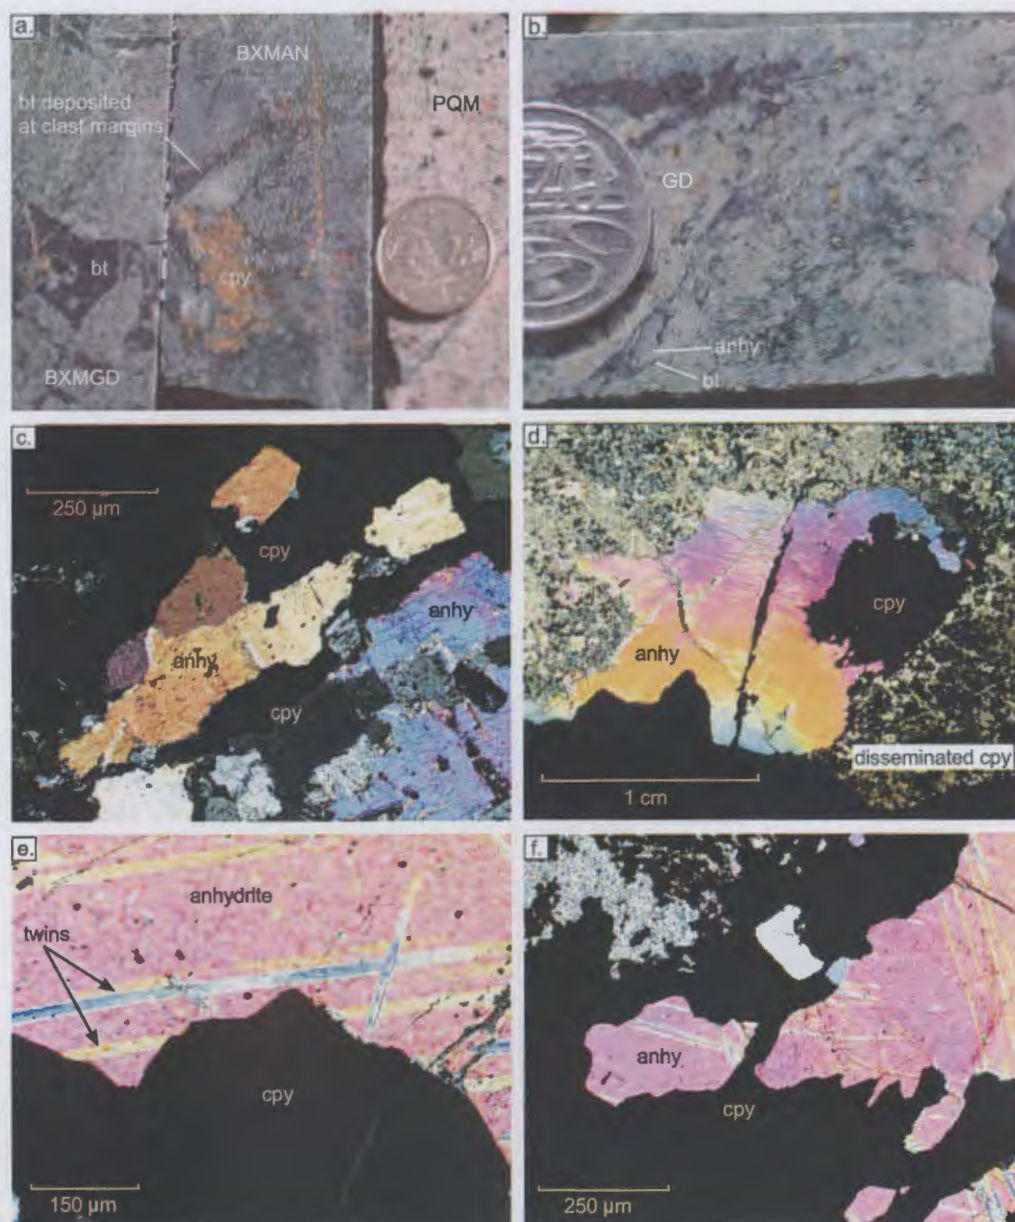 a.
BXMAN
bt deposited
at clast margins
PQM
bt
cpy
BXMGD
b.
GD
anhy
bt
c.
250 µm
cpy
anhy
anhy
cpy
d.
cpy
anhy
disseminated cpy
1 cm
e.
anhydrite
twins
cpy
150 µm
f.
anhy
cpy
250 µm